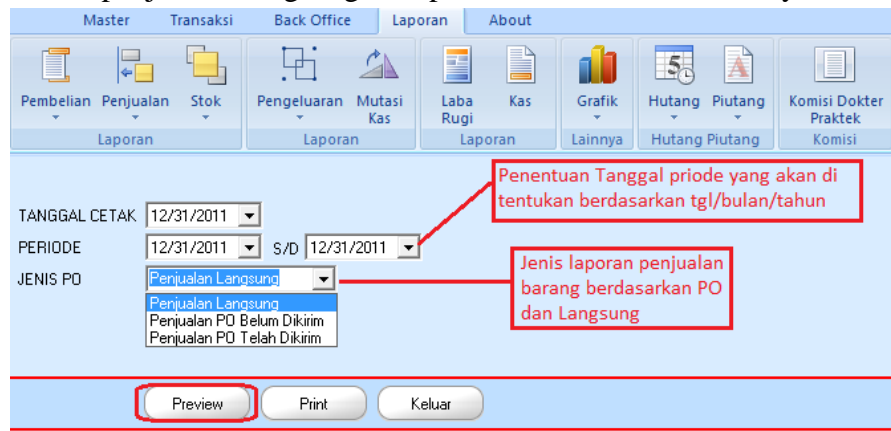 Master Transaksi Back Office Laporan About
Pembelian Penjualan Stok Pengeluaran Mutasi Kas Laba Rugi Kas Grafik Hutang Piutang Komisi Dokter Praktek
Laporan Laporan Laporan Lainnya Hutang Piutang Komisi
Penentuan Tanggal priode yang akan di
tentukan berdasarkan tgl/bulan/tahun
TANGGAL CETAK 12/31/2011
PERIODE 12/31/2011 S/D 12/31/2011
JENIS PO Penjualan Langsung
Penjualan Langsung
Penjualan PO Belum Dikirim
Penjualan PO Telah Dikirim
Jenis laporan penjualan
barang berdasarkan PO
dan Langsung
Preview Print Keluar